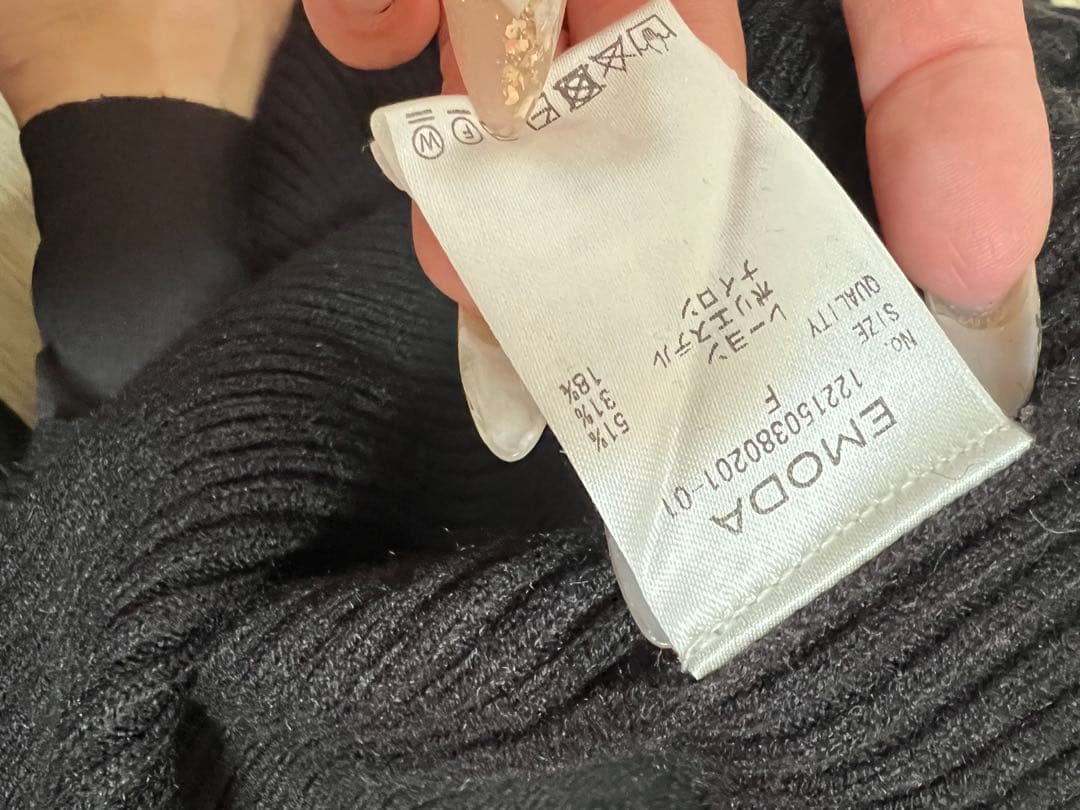 EMODA
No. 122150380201-01
SIZE F
QUALITY
レーヨン 51%
ポリエステル 31%
ナイロン 18%
F
W